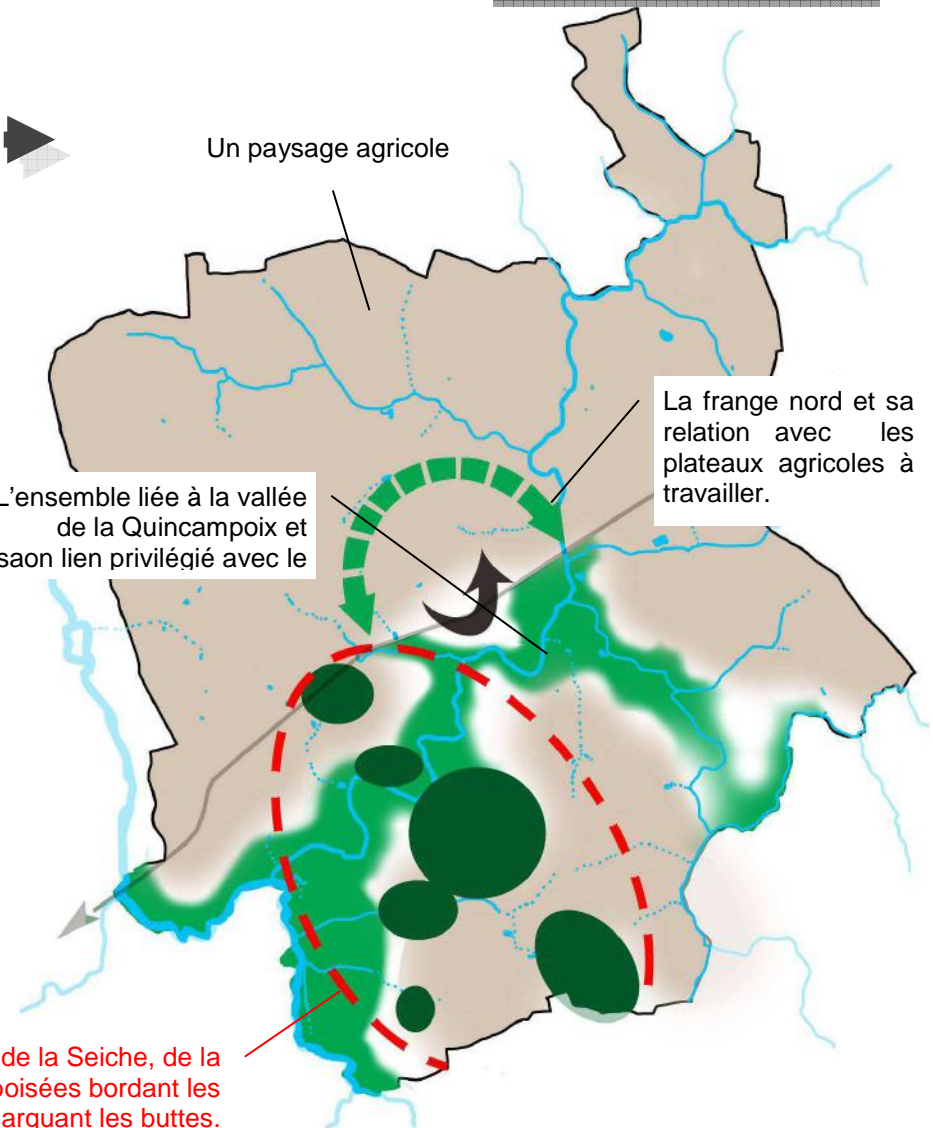 Un paysage agricole
La frange nord et sa
relation avec les
plateaux agricoles à
travailler.
L'ensemble liée à la vallée
de la Quincampoix et
saon lien privilégié avec le
de la Seiche, de la
boisées bordant les
arquant les buttes.